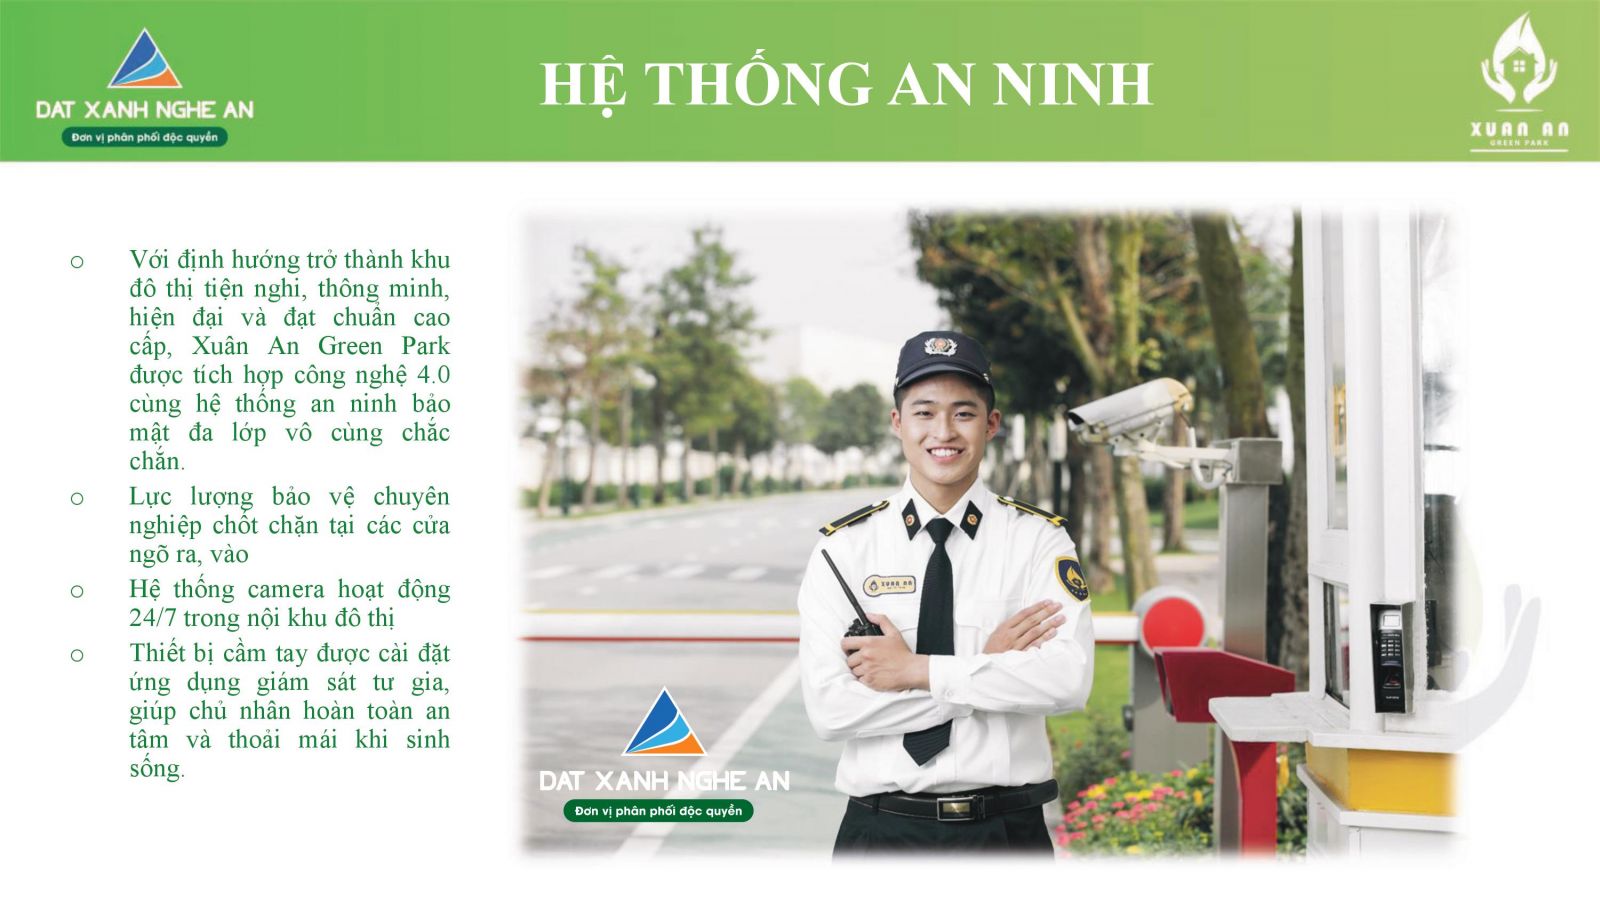 DAT XANH NGHE AN
Đơn vị phân phối độc quyền
HỆ THỐNG AN NINH
XUAN AN
GREEN PARK
o Với định hướng trở thành khu
đô thị tiện nghi, thông minh,
hiện đại và đạt chuẩn cao
cấp, Xuân An Green Park
được tích hợp công nghệ 4.0
cùng hệ thống an ninh bảo
mật đa lớp vô cùng chắc
chắn.
o Lực lượng bảo vệ chuyên
nghiệp chốt chặn tại các cửa
ngõ ra, vào
o Hệ thống camera hoạt động
24/7 trong nội khu đô thị
o Thiết bị cầm tay được cài đặt
ứng dụng giám sát tư gia,
giúp chủ nhân hoàn toàn an
tâm và thoải mái khi sinh
sống.
XUAN AN
DAT XANH NGHE AN
Đơn vị phân phối độc quyền